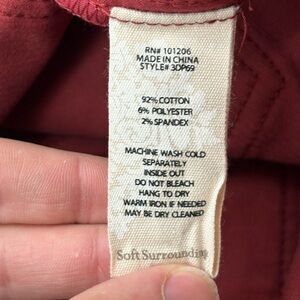 RN# 101206
MADE IN CHINA
STYLE# 3DP69
92% COTTON
6% POLYESTER
2% SPANDEX
MACHINE WASH COLD
SEPARATELY
INSIDE OUT
DO NOT BLEACH
HANG TO DRY
WARM IRON IF NEEDED
MAY BE DRY CLEANED
Soft Surrounding